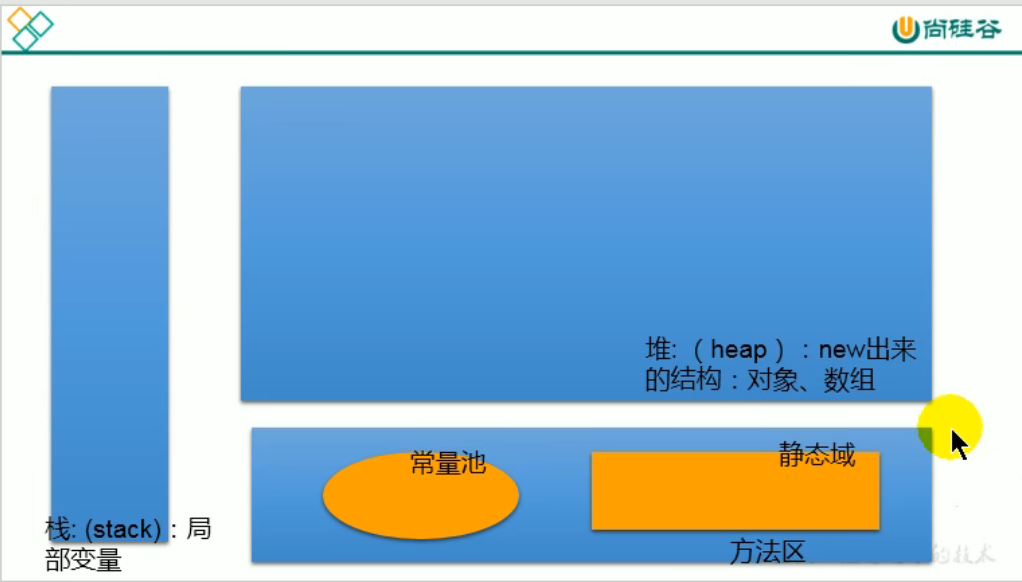 尚硅谷
堆:（heap）：new出来
的结构：对象、数组
常量池
静态域
栈: (stack)：局
部变量
方法区
的技术